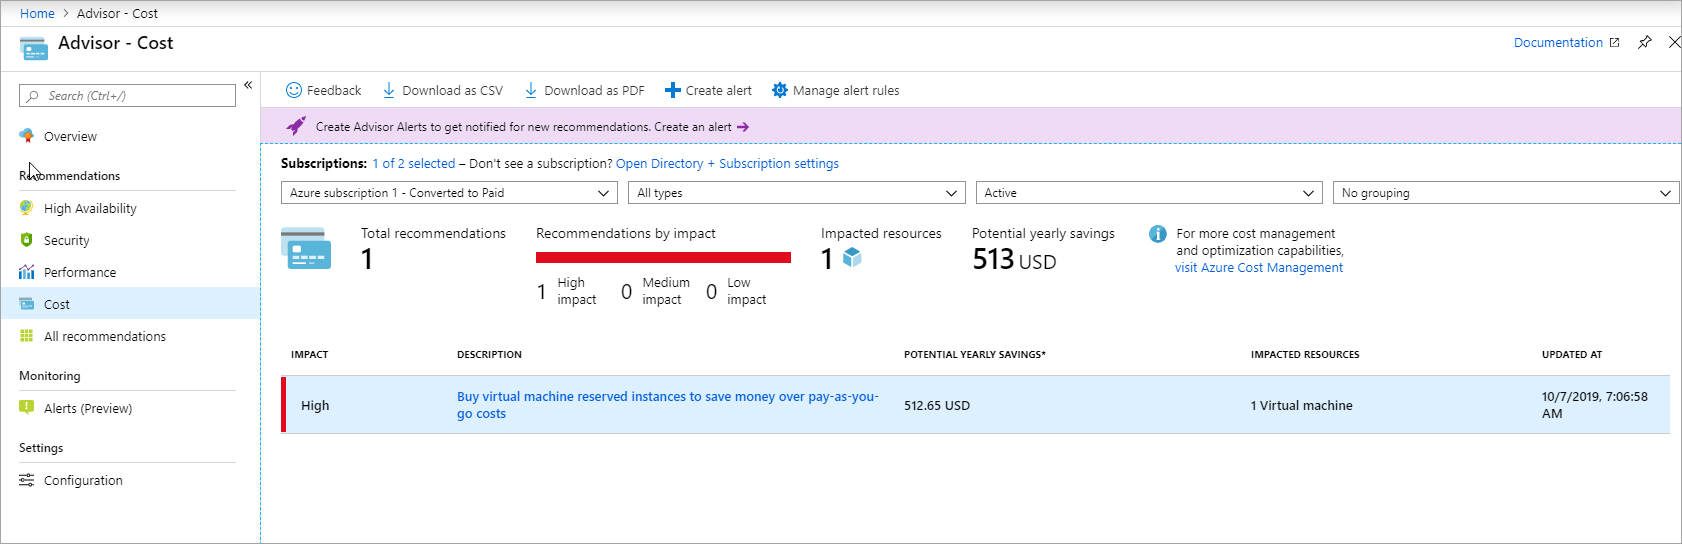 Home > Advisor - Cost
Advisor - Cost
Documentation
Search (Ctrl+/)
«
Overview
Recommendations
High Availability
Security
Performance
Cost
All recommendations
Monitoring
Alerts (Preview)
Settings
Configuration
Feedback
Download as CSV
Download as PDF
Create alert
Manage alert rules
Create Advisor Alerts to get notified for new recommendations. Create an alert →
Subscriptions: 1 of 2 selected – Don't see a subscription? Open Directory + Subscription settings
Azure subscription 1 - Converted to Paid
All types
Active
No grouping
Total recommendations
1
Recommendations by impact
1 High
impact
0 Medium
impact
0 Low
impact
Impacted resources
1
Potential yearly savings
513 USD
For more cost management
and optimization capabilities,
visit Azure Cost Management
IMPACT
DESCRIPTION
POTENTIAL YEARLY SAVINGS*
IMPACTED RESOURCES
UPDATED AT
High
Buy virtual machine reserved instances to save money over pay-as-you-
go costs
512.65 USD
1 Virtual machine
10/7/2019, 7:06:58
AM